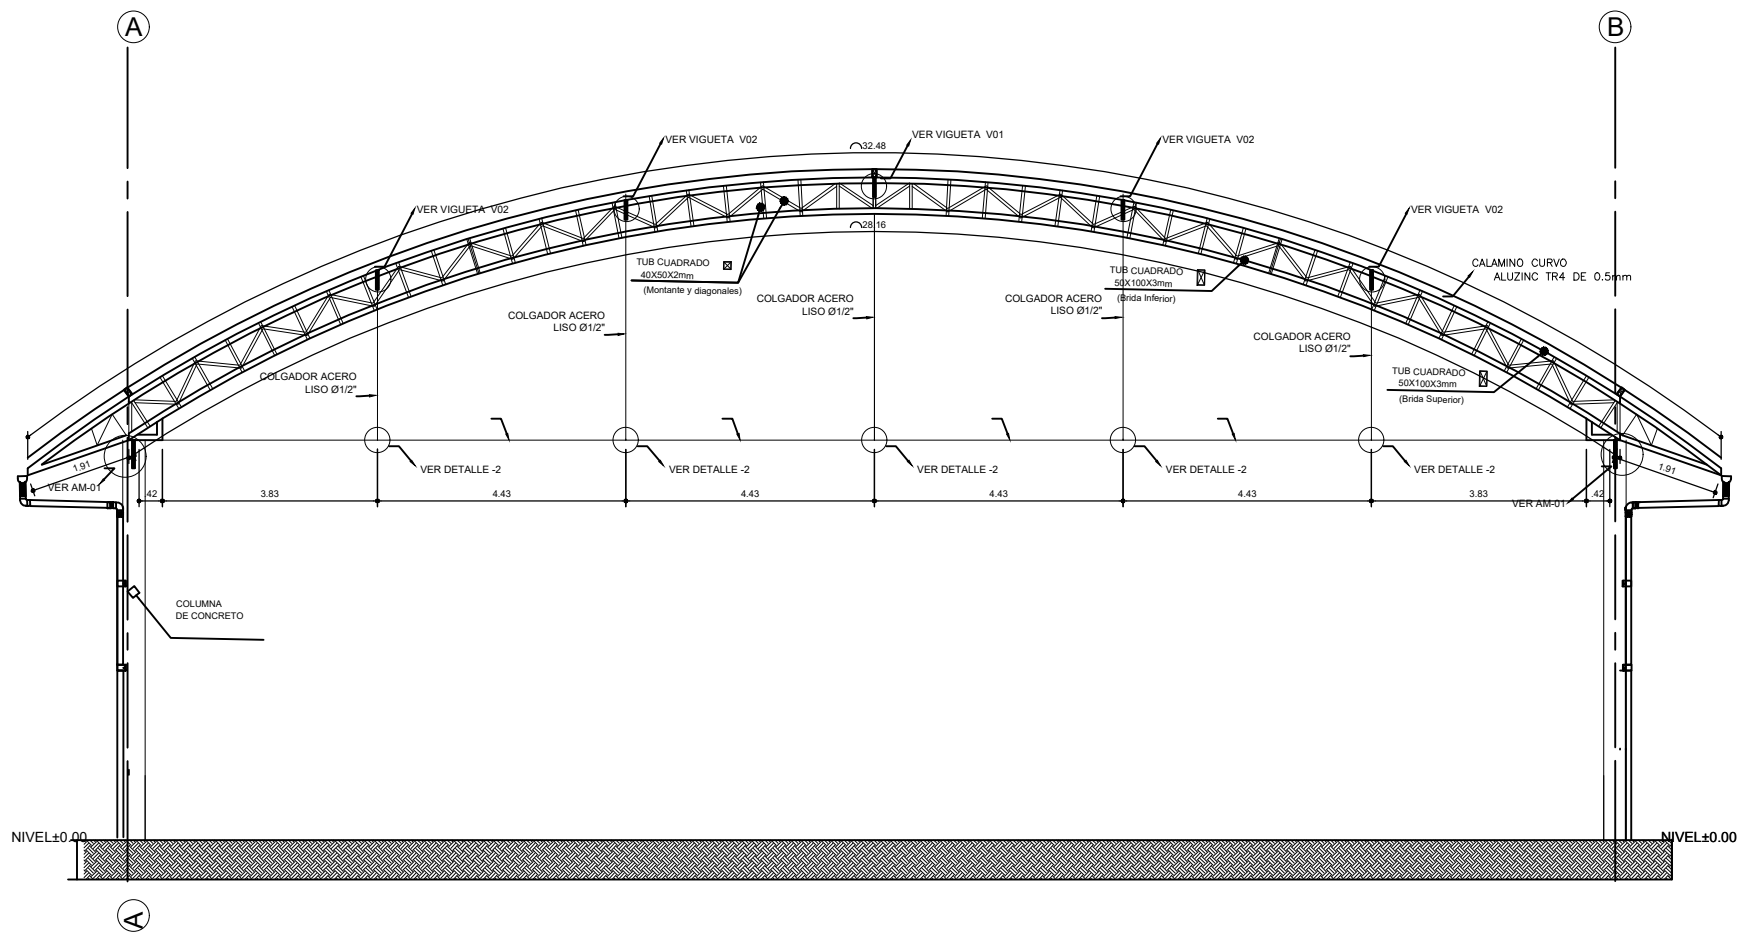 A
B
VER VIGUETA V02
⌒32.48
VER VIGUETA V01
VER VIGUETA V02
VER VIGUETA V02
VER VIGUETA V02
⌒28.16
TUB CUADRADO
40X50X2mm
(Montante y diagonales)
TUB CUADRADO
50X100X3mm
(Brida Inferior)
CALAMINO CURVO
ALUZINC TR4 DE 0.5mm
COLGADOR ACERO
LISO Ø1/2"
COLGADOR ACERO
LISO Ø1/2"
COLGADOR ACERO
LISO Ø1/2"
COLGADOR ACERO
LISO Ø1/2"
COLGADOR ACERO
LISO Ø1/2"
TUB CUADRADO
50X100X3mm
(Brida Superior)
1.91
VER AM-01
VER DETALLE -2
VER DETALLE -2
VER DETALLE -2
VER DETALLE -2
VER DETALLE -2
1.91
.42
3.83
4.43
4.43
4.43
4.43
3.83
.42
VER AM-01
COLUMNA
DE CONCRETO
NIVEL±0.00
NIVEL±0.00
A